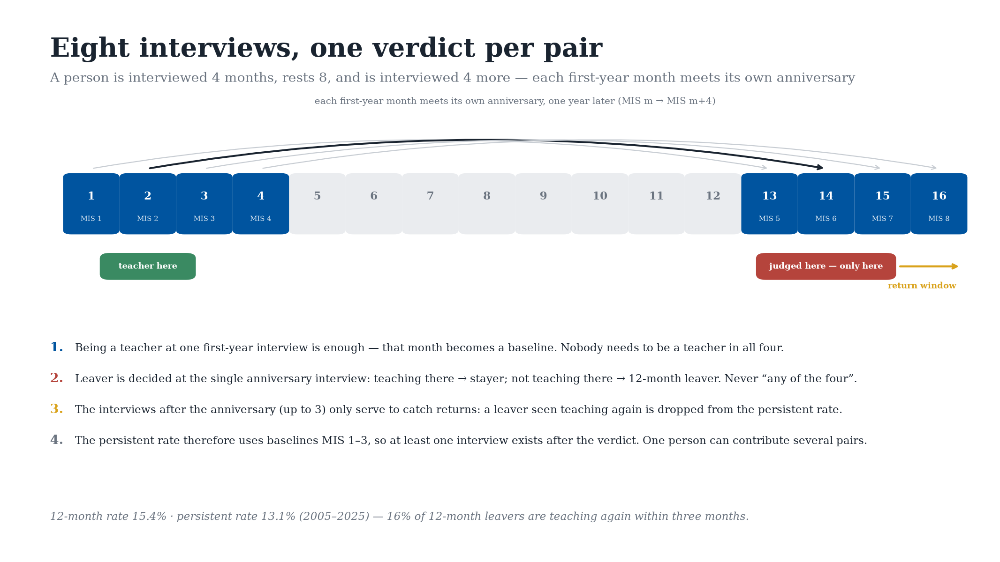 Eight interviews, one verdict per pair
A person is interviewed 4 months, rests 8, and is interviewed 4 more — each first-year month meets its own anniversary
each first-year month meets its own anniversary, one year later (MIS m → MIS m+4)
1 2 3 4 5 6 7 8 9 10 11 12 13 14 15 16
MIS 1 MIS 2 MIS 3 MIS 4 MIS 5 MIS 6 MIS 7 MIS 8
teacher here judged here — only here
return window
1. Being a teacher at one first-year interview is enough — that month becomes a baseline. Nobody needs to be a teacher in all four.
2. Leaver is decided at the single anniversary interview: teaching there → stayer; not teaching there → 12-month leaver. Never “any of the four”.
3. The interviews after the anniversary (up to 3) only serve to catch returns: a leaver seen teaching again is dropped from the persistent rate.
4. The persistent rate therefore uses baselines MIS 1–3, so at least one interview exists after the verdict. One person can contribute several pairs.
12-month rate 15.4% · persistent rate 13.1% (2005–2025) — 16% of 12-month leavers are teaching again within three months.